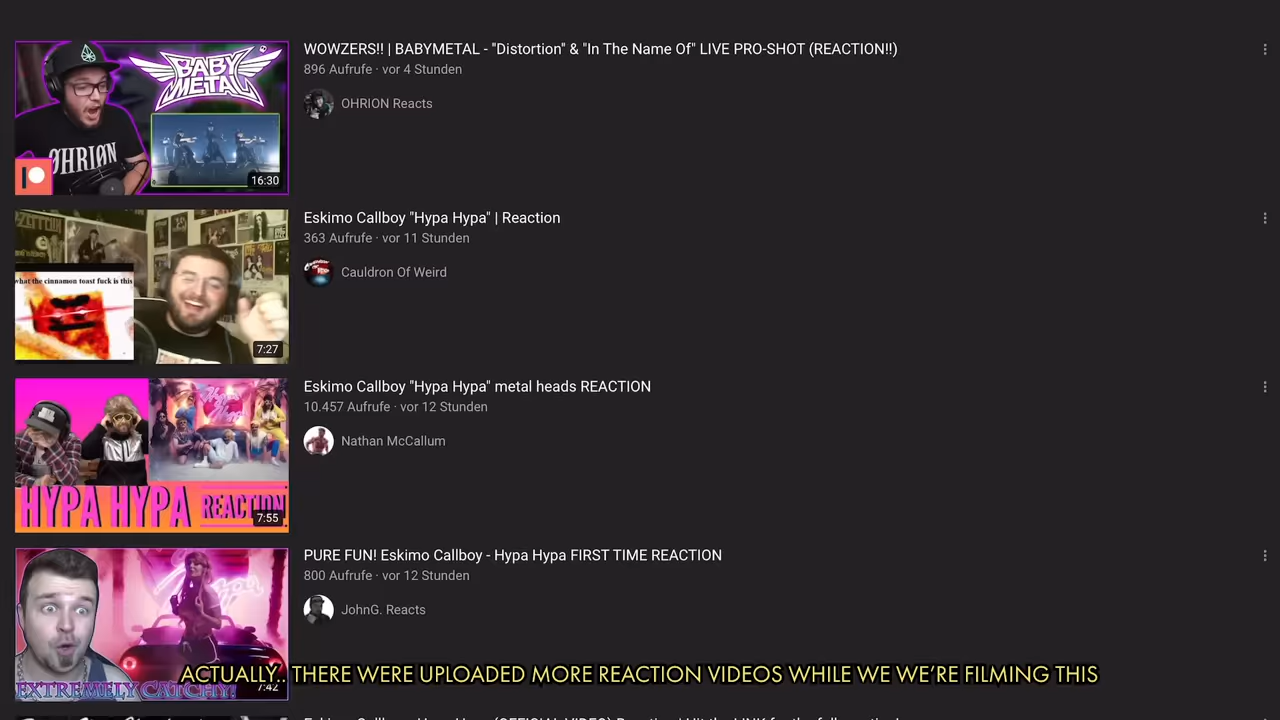 WOWZERS!! | BABYMETAL - "Distortion" & "In The Name Of" LIVE PRO-SHOT (REACTION!!)
896 Aufrufe · vor 4 Stunden
OHRION Reacts
BABY
METAL
ØHRIØN
16:30
Eskimo Callboy "Hypa Hypa" | Reaction
363 Aufrufe · vor 11 Stunden
Cauldron Of Weird
what the cinnamon toast fuck is this
7:27
Eskimo Callboy "Hypa Hypa" metal heads REACTION
10.457 Aufrufe · vor 12 Stunden
Nathan McCallum
HYPA HYPA REACTION
7:55
PURE FUN! Eskimo Callboy - Hypa Hypa FIRST TIME REACTION
800 Aufrufe · vor 12 Stunden
JohnG. Reacts
EXTREMELY CATCHY!
7:42
ACTUALLY.. THERE WERE UPLOADED MORE REACTION VIDEOS WHILE WE WE'RE FILMING THIS